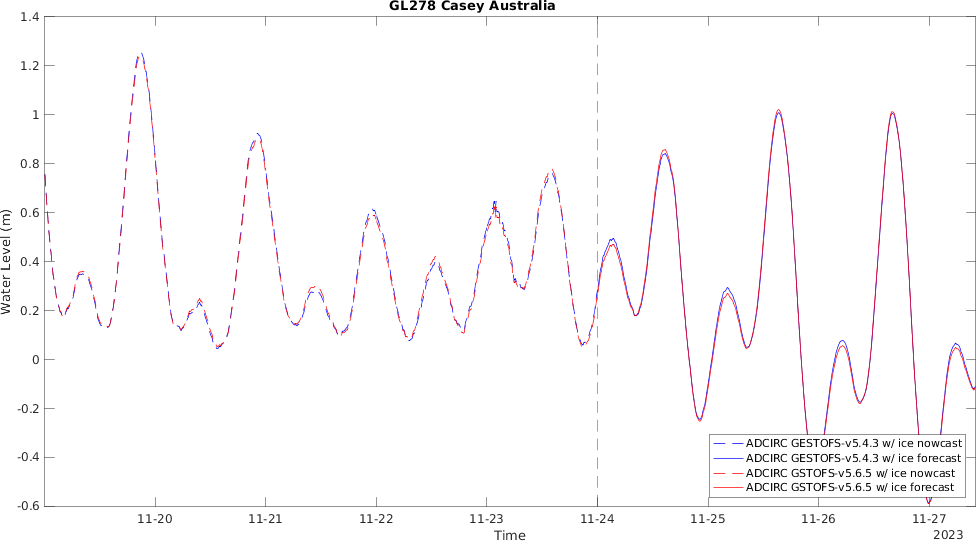 GL278 Casey Australia
1.4
1.2
1
0.8
0.6
0.4
0.2
0
-0.2
-0.4
-0.6
Water Level (m)
ADCIRC GESTOFS-v5.4.3 w/ ice nowcast
ADCIRC GESTOFS-v5.4.3 w/ ice forecast
ADCIRC GSTOFS-v5.6.5 w/ ice nowcast
ADCIRC GSTOFS-v5.6.5 w/ ice forecast
11-20 11-21 11-22 11-23 11-24 11-25 11-26 11-27
Time
2023